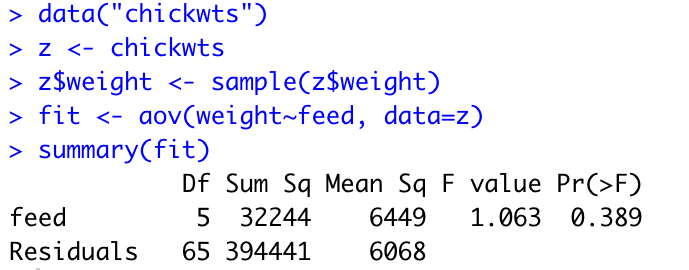 > data("chickwts")
> z <- chickwts
> z$weight <- sample(z$weight)
> fit <- aov(weight~feed, data=z)
> summary(fit)
            Df Sum Sq Mean Sq F value Pr(>F)
feed         5  32244    6449   1.063  0.389
Residuals   65 394441    6068